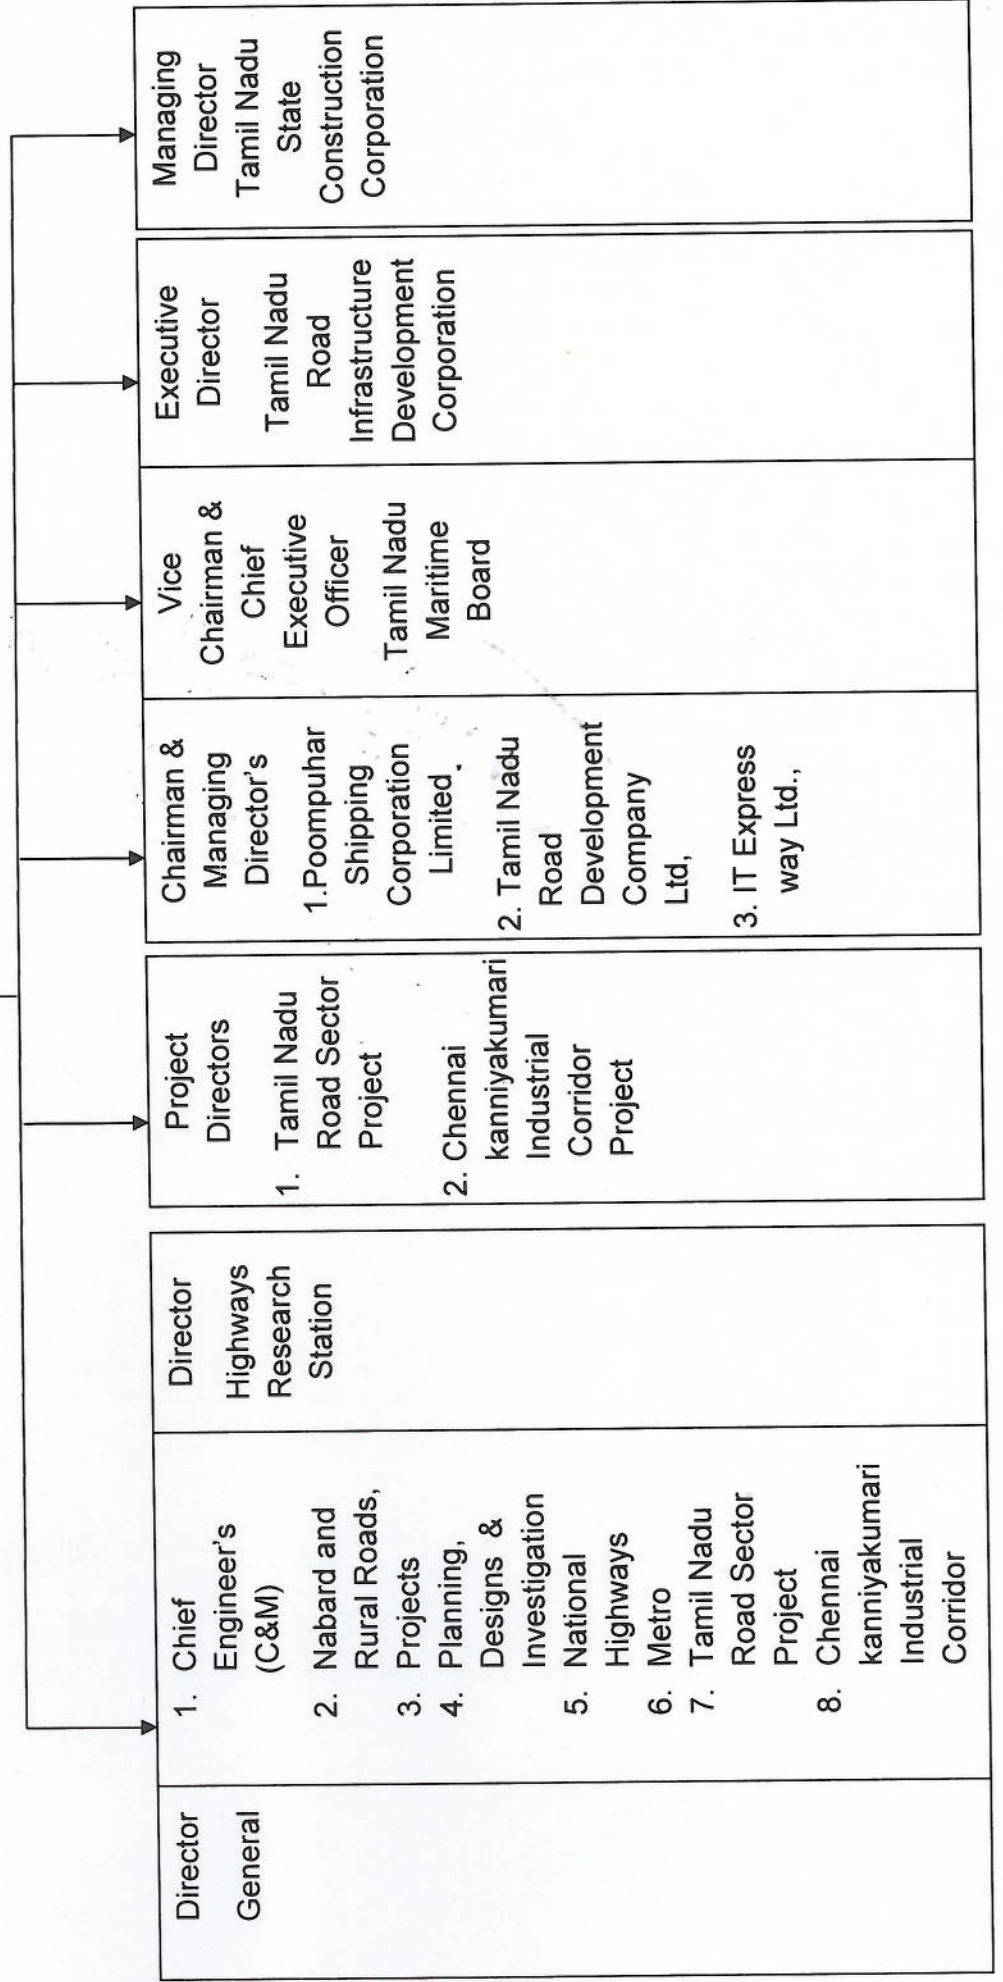 Director
General
1. Chief
Engineer's
(C&M)
2. Nabard and
Rural Roads,
3. Projects
4. Planning,
Designs &
Investigation
5. National
Highways
6. Metro
7. Tamil Nadu
Road Sector
Project
8. Chennai
kanniyakumari
Industrial
Corridor
Director
Highways
Research
Station
Project
Directors
1. Tamil Nadu
Road Sector
Project
2. Chennai
kanniyakumari
Industrial
Corridor
Project
Chairman &
Managing
Director's
1.Poompuhar
Shipping
Corporation
Limited
2. Tamil Nadu
Road
Development
Company
Ltd,
3. IT Express
way Ltd.,
Vice
Chairman &
Chief
Executive
Officer
Tamil Nadu
Maritime
Board
Executive
Director
Tamil Nadu
Road
Infrastructure
Development
Corporation
Managing
Director
Tamil Nadu
State
Construction
Corporation